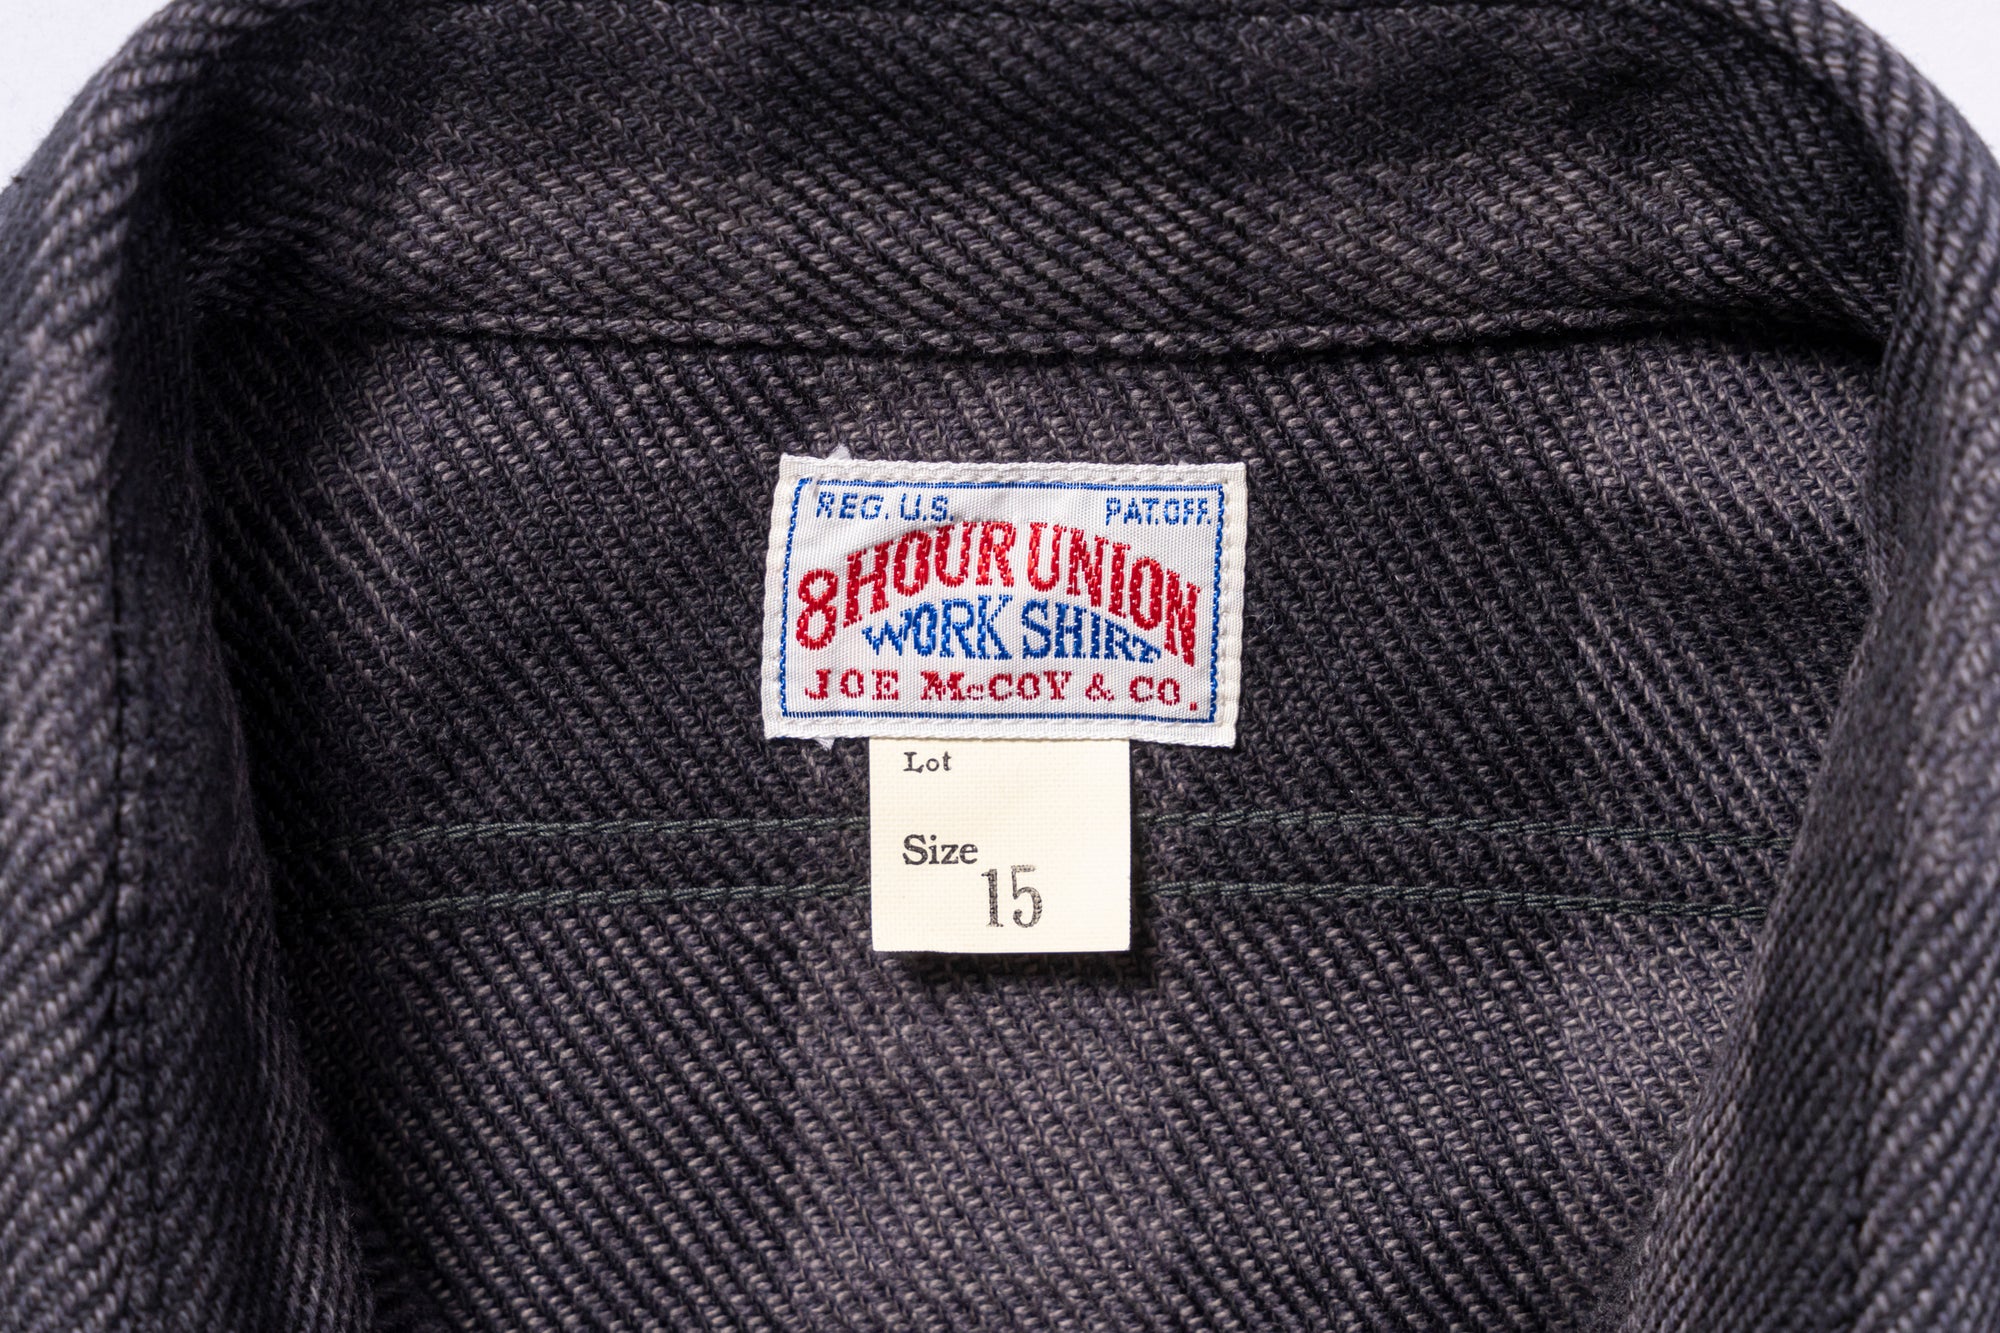 REG. U.S. PAT. OFF.
8 HOUR UNION
WORK SHIRT
JOE McCOY & CO.
Lot
Size
15